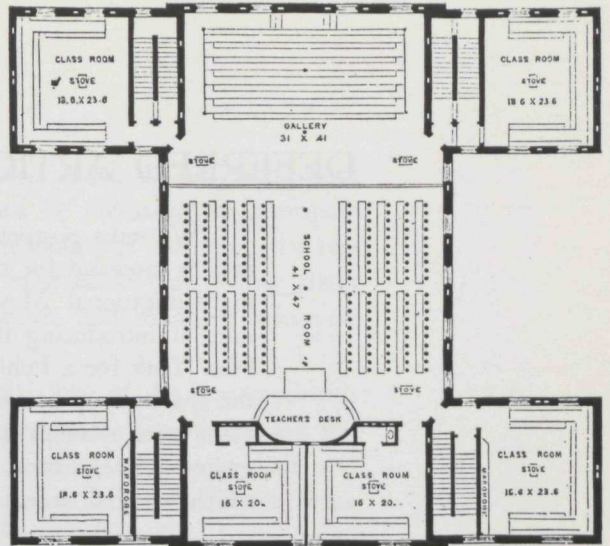 CLASS ROOM
STOVE
18.6 X 23.6
CLASS ROOM
STOVE
18 6 X 23.6
GALLERY
31 X 41
STOVE
STOVE
SCHOOL ROOM
41 X 47
STOVE
STOVE
TEACHERS DESK
CLASS ROOM
STOVE
18.6 X 23.6
WARDROBE
CLASS ROOM
STOVE
16 X 20
CLASS ROOM
STOVE
16 X 20
WARDROBE
CLASS ROOM
STOVE
18.6 X 23.6